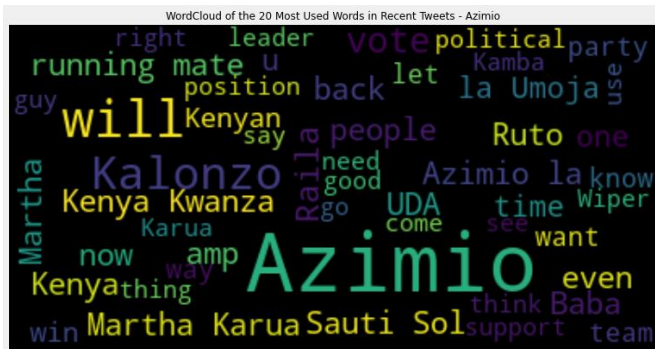 WordCloud of the 20 Most Used Words in Recent Tweets - Azimio
right leader vote political party
running mate u let Kamba use
guy position back la Umoja
will Kenyan say Raila people Ruto one
Martha Kalonzo need good Azimio la know
Kenya Kwanza go UDA time Wiper
Karua come see want
now amp Azimio even
Kenya thing way think Baba
win Martha Karua Sauti Sol support team